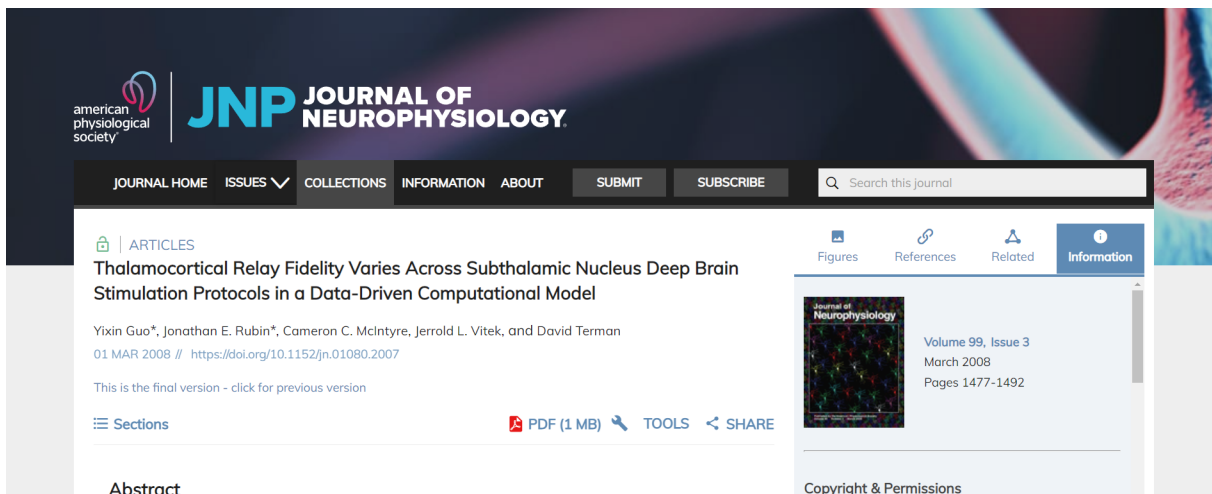 american
physiological
society
JNP JOURNAL OF
NEUROPHYSIOLOGY.
JOURNAL HOME ISSUES COLLECTIONS INFORMATION ABOUT SUBMIT SUBSCRIBE Search this journal
ARTICLES
Thalamocortical Relay Fidelity Varies Across Subthalamic Nucleus Deep Brain
Stimulation Protocols in a Data-Driven Computational Model
Yixin Guo*, Jonathan E. Rubin*, Cameron C. McIntyre, Jerrold L. Vitek, and David Terman
01 MAR 2008 // https://doi.org/10.1152/jn.01080.2007
This is the final version - click for previous version
Sections PDF (1 MB) TOOLS SHARE
Abstract
Figures References Related Information
Journal of
Neurophysiology
Volume 99, Issue 3
March 2008
Pages 1477-1492
Copyright & Permissions